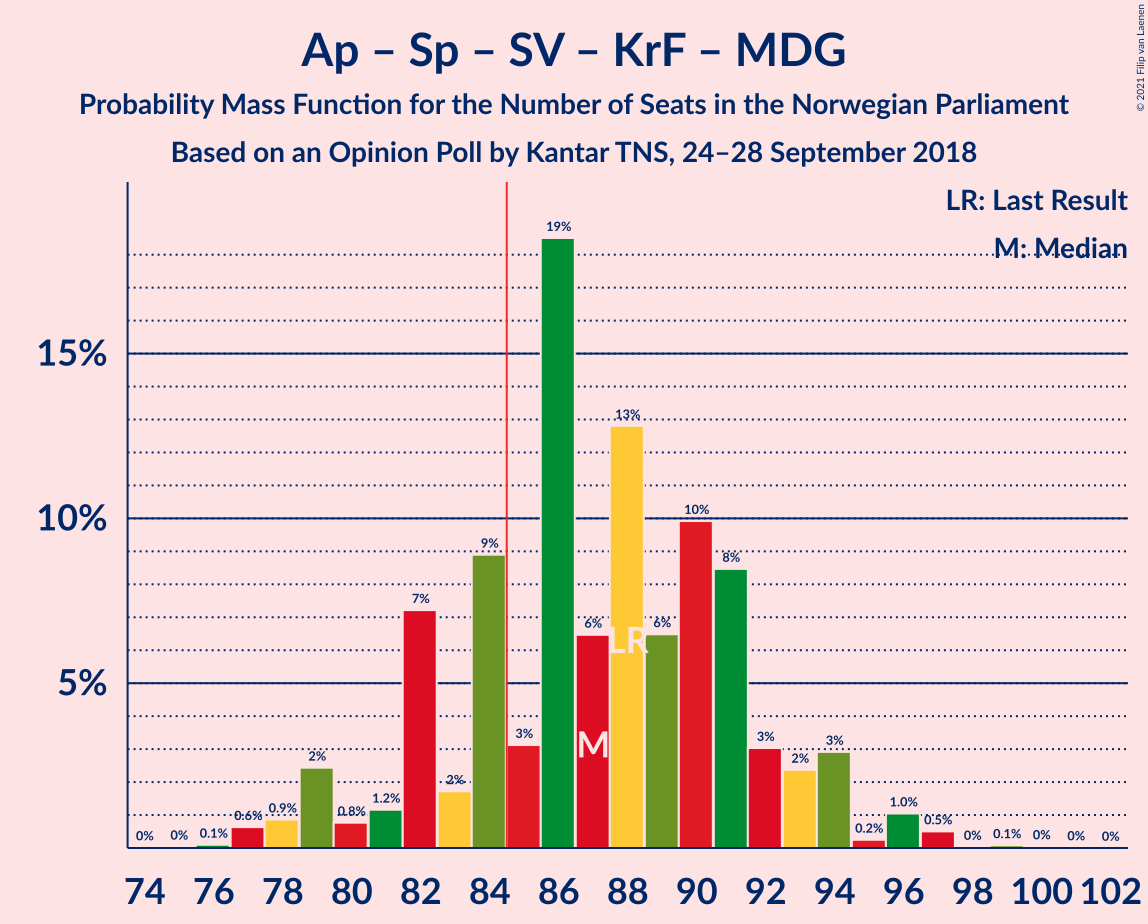 Ap – Sp – SV – KrF – MDG
Probability Mass Function for the Number of Seats in the Norwegian Parliament
Based on an Opinion Poll by Kantar TNS, 24–28 September 2018
© 2021 Filip van Laenen
LR: Last Result
M: Median
15%
10%
5%
0% 0% 0.1% 0.6% 0.9% 2% 0.8% 1.2% 7% 2% 9% 3% 19% 6% 13% 6% 10% 8% 3% 2% 3% 0.2% 1.0% 0.5% 0% 0.1% 0% 0% 0%
LR
M
74 76 78 80 82 84 86 88 90 92 94 96 98 100 102